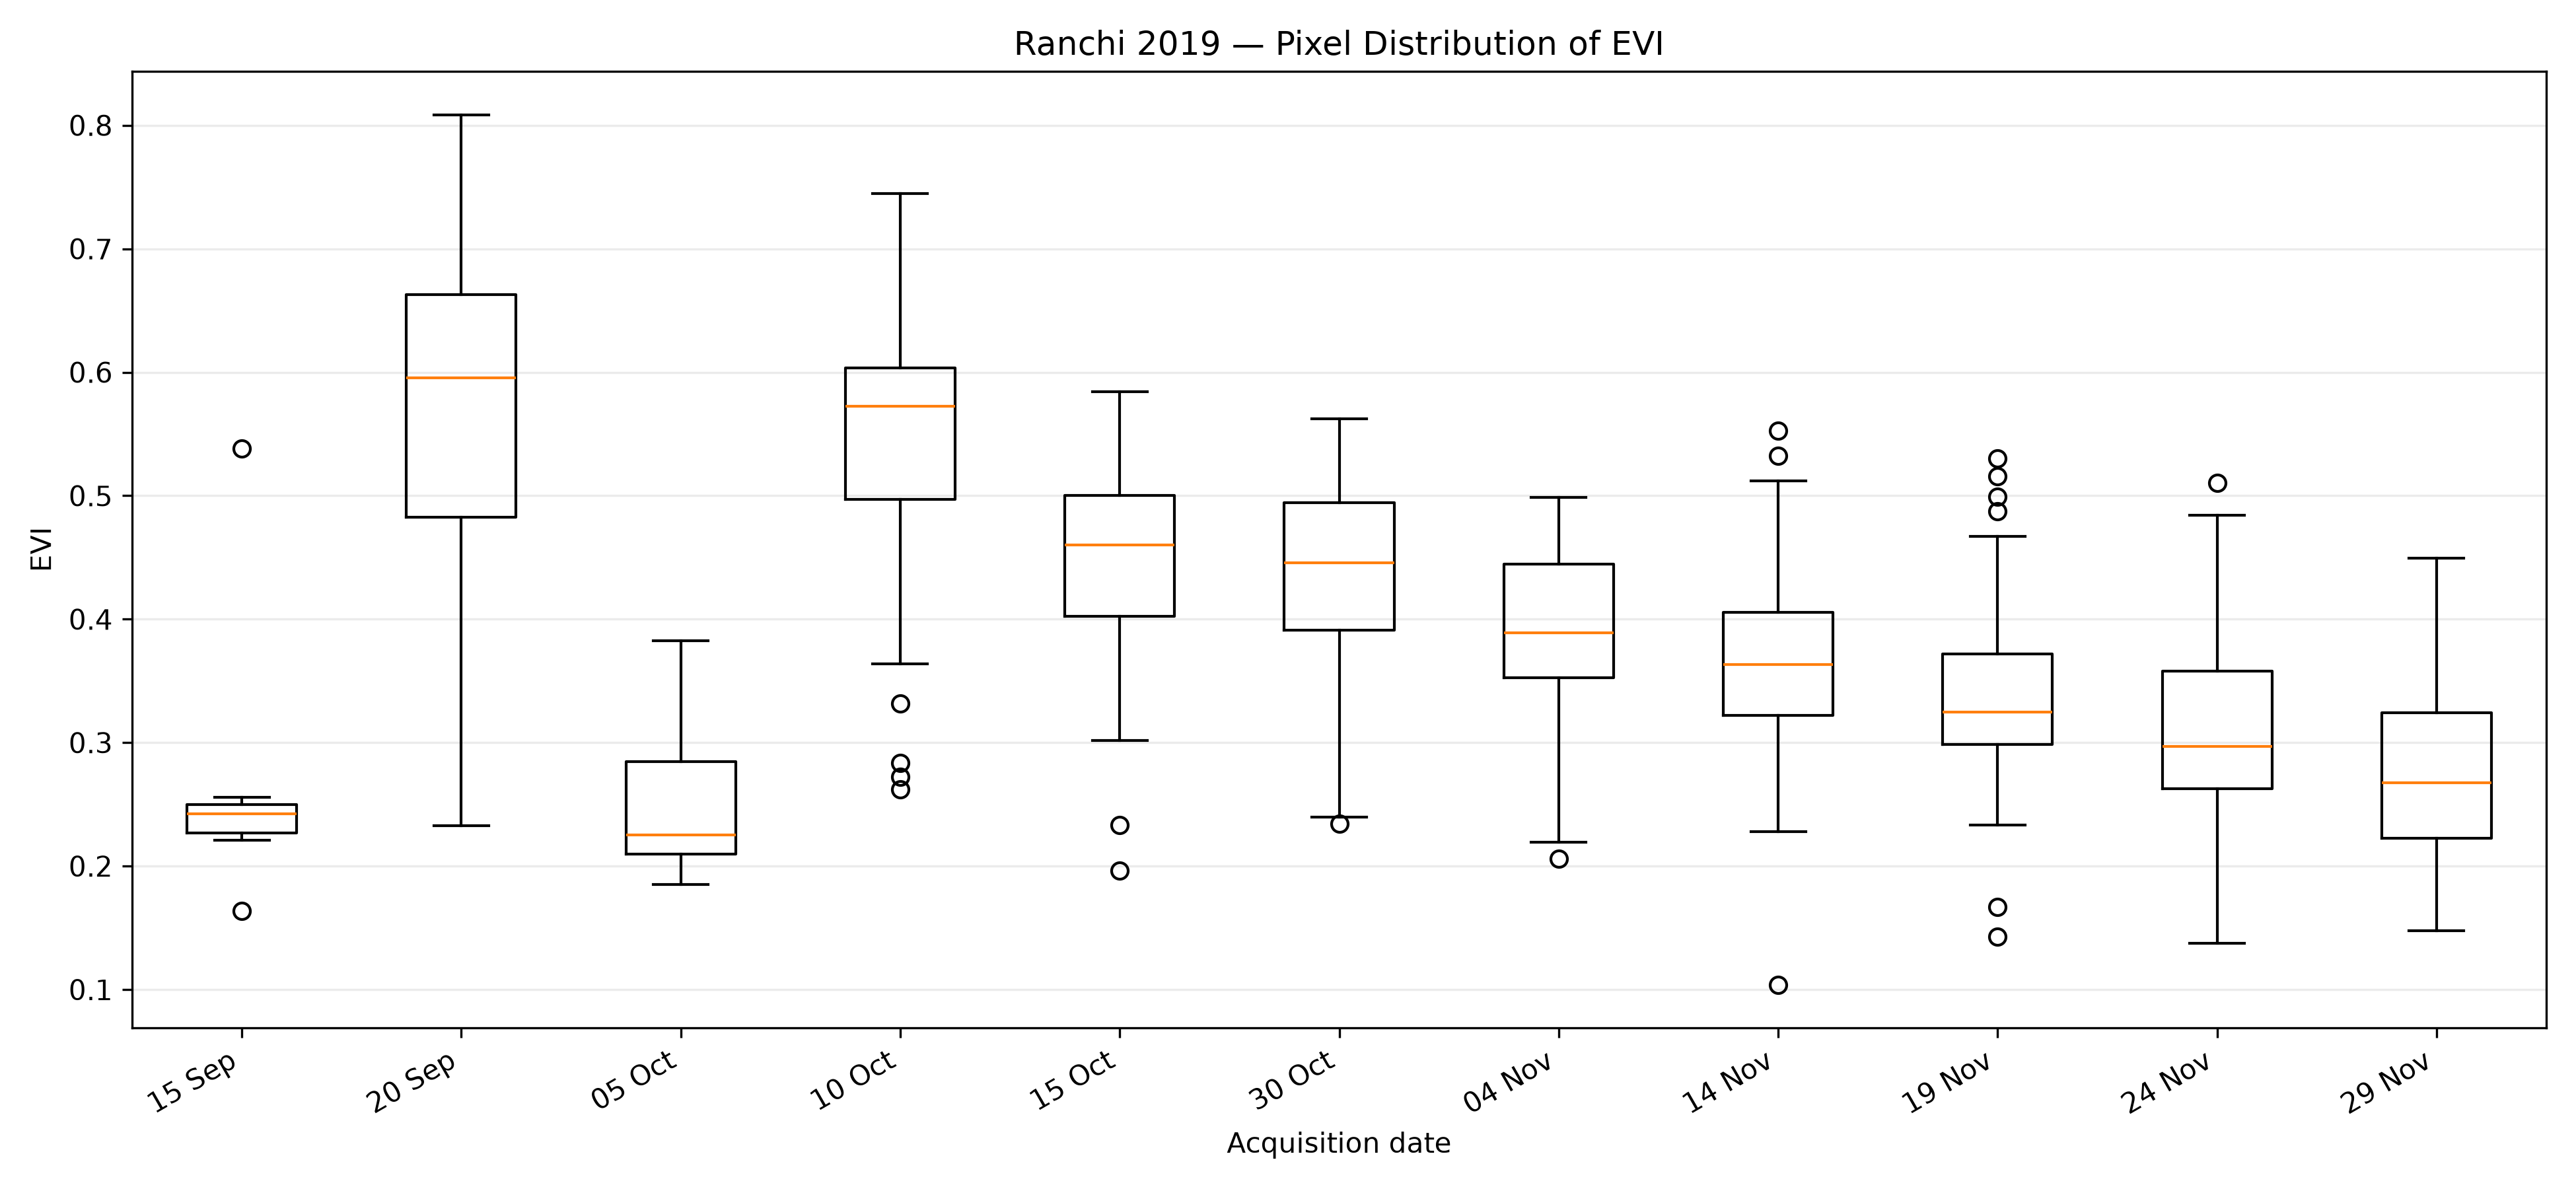 Ranchi 2019 — Pixel Distribution of EVI
0.8
0.7
0.6
0.5
0.4
0.3
0.2
0.1
EVI
15 Sep
20 Sep
05 Oct
10 Oct
15 Oct
30 Oct
04 Nov
14 Nov
19 Nov
24 Nov
29 Nov
Acquisition date